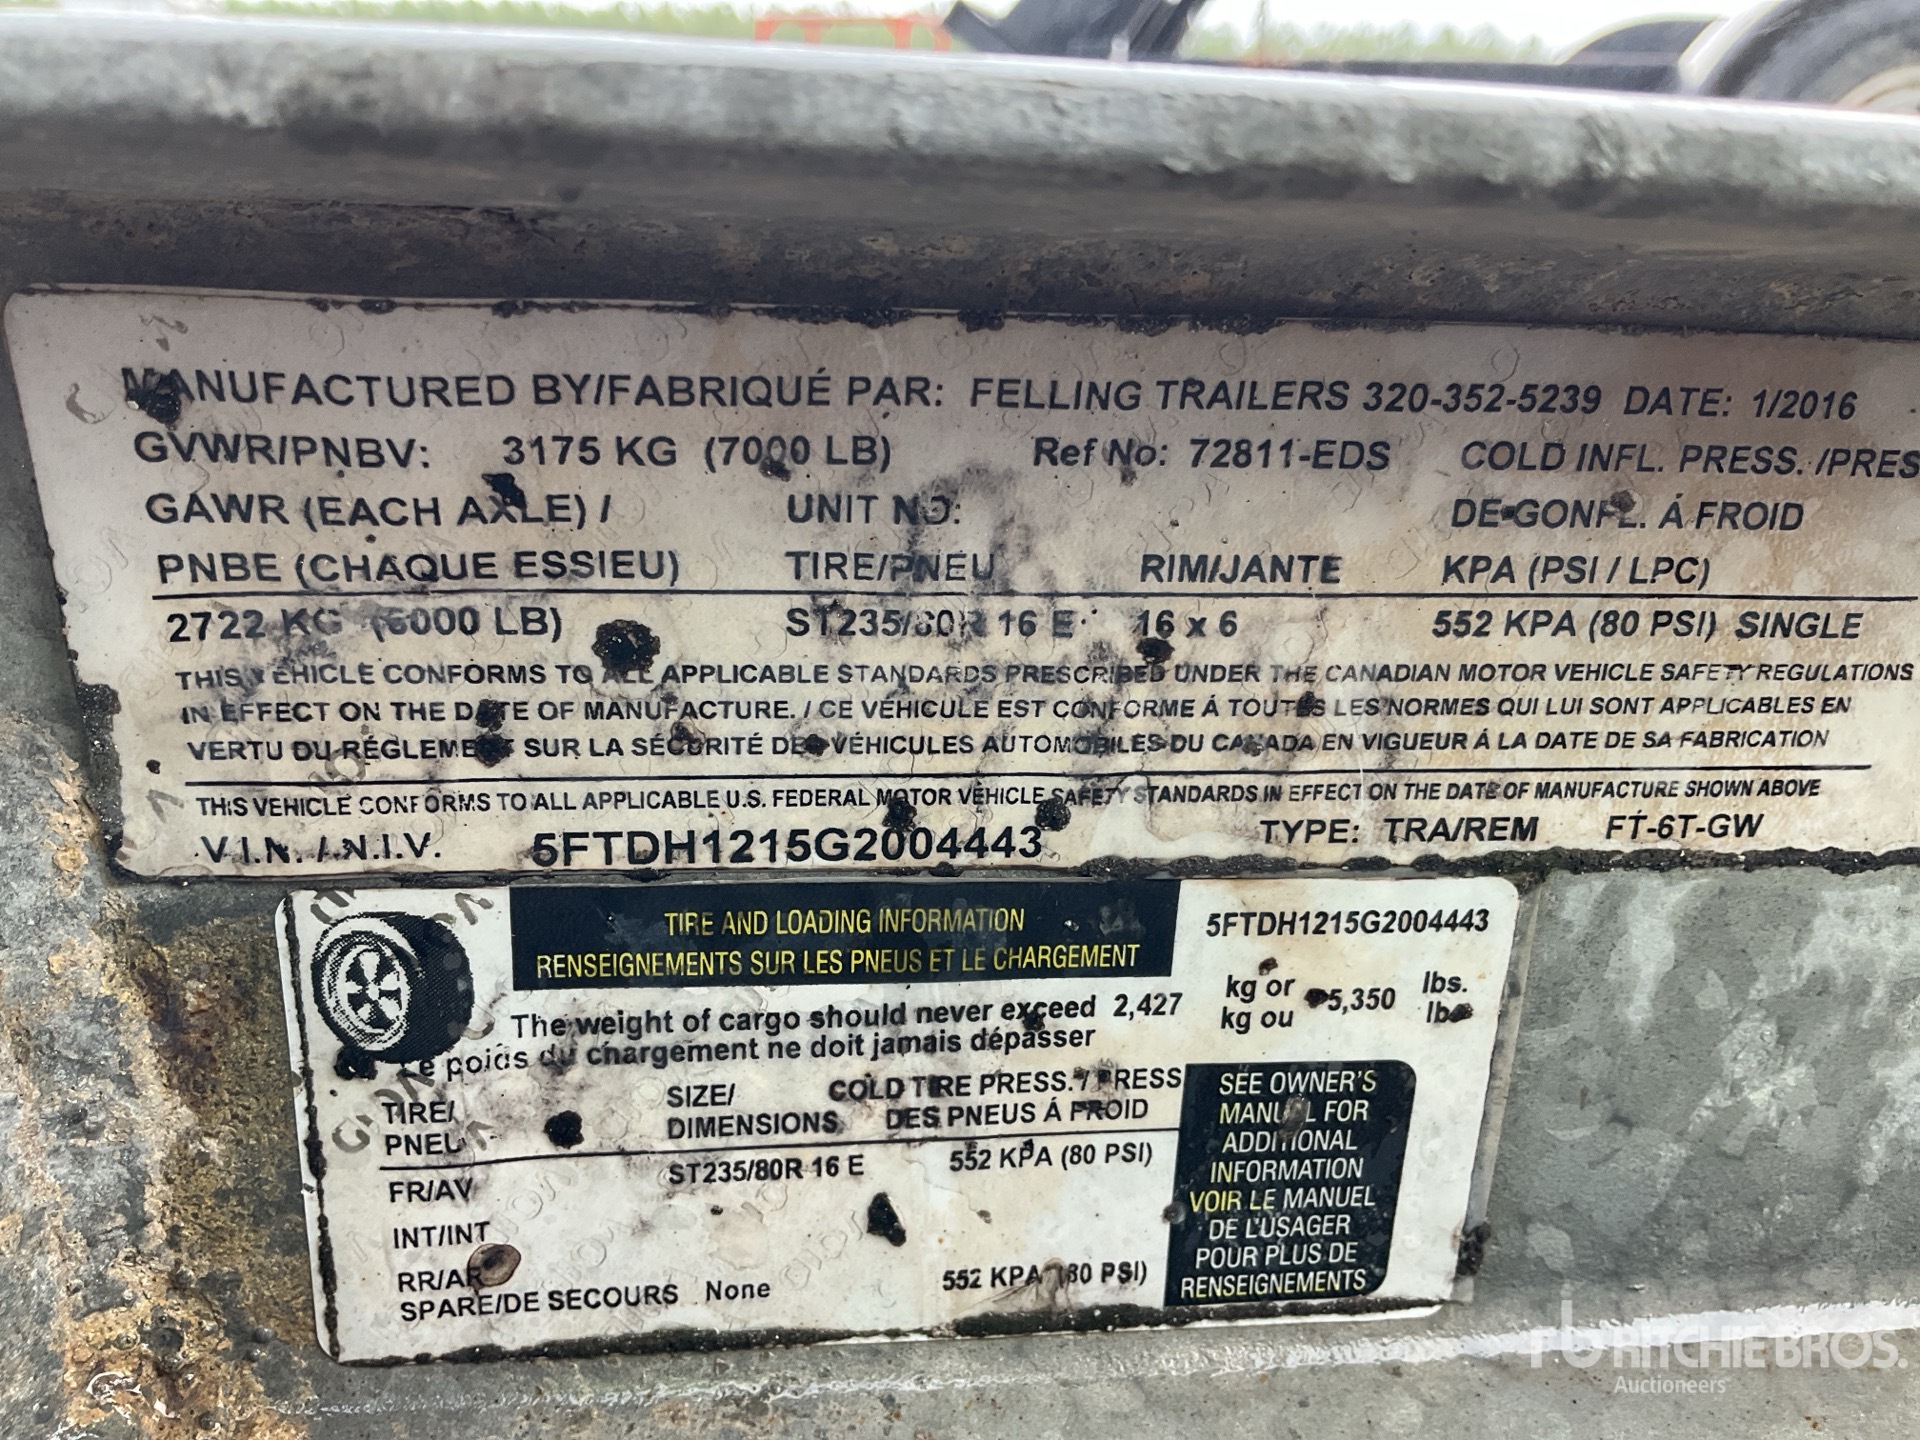 MANUFACTURED BY/FABRIQUÉ PAR: FELLING TRAILERS 320-352-5239 DATE: 1/2016
GVWR/PNBV: 3175 KG (7000 LB) Ref No: 72811-EDS COLD INFL. PRESS. /PRES
GAWR (EACH AXLE) / UNIT NO: DE GONFL. Á FROID
PNBE (CHAQUE ESSIEU) TIRE/PNEU RIM/JANTE KPA (PSI / LPC)
2722 KG (6000 LB) ST235/80R 16 E 16 x 6 552 KPA (80 PSI) SINGLE
THIS VEHICLE CONFORMS TO ALL APPLICABLE STANDARDS PRESCRIBED UNDER THE CANADIAN MOTOR VEHICLE SAFETY REGULATIONS
IN EFFECT ON THE DATE OF MANUFACTURE. / CE VÉHICULE EST CONFORME Á TOUTES LES NORMES QUI LUI SONT APPLICABLES EN
VERTU DU RÉGLEMENT SUR LA SÉCURITÉ DES VÉHICULES AUTOMOBILES DU CANADA EN VIGUEUR Á LA DATE DE SA FABRICATION
THIS VEHICLE CONFORMS TO ALL APPLICABLE U.S. FEDERAL MOTOR VEHICLE SAFETY STANDARDS IN EFFECT ON THE DATE OF MANUFACTURE SHOWN ABOVE
V.I.N. / N.I.V. 5FTDH1215G2004443 TYPE: TRA/REM FT-6T-GW
TIRE AND LOADING INFORMATION
RENSEIGNEMENTS SUR LES PNEUS ET LE CHARGEMENT
5FTDH1215G2004443
The weight of cargo should never exceed 2,427 kg or 5,350 lbs.
Le poids du chargement ne doit jamais dépasser kg ou lbs
TIRE/ SIZE/ COLD TIRE PRESS. / PRESS
PNEU DIMENSIONS DES PNEUS Á FROID
FR/AV ST235/80R 16 E 552 KPA (80 PSI)
INT/INT
RR/AR 552 KPA (80 PSI)
SPARE/DE SECOURS None
SEE OWNER'S
MANUAL FOR
ADDITIONAL
INFORMATION
VOIR LE MANUEL
DE L'USAGER
POUR PLUS DE
RENSEIGNEMENTS
RITCHIE BROS.
Auctioneers